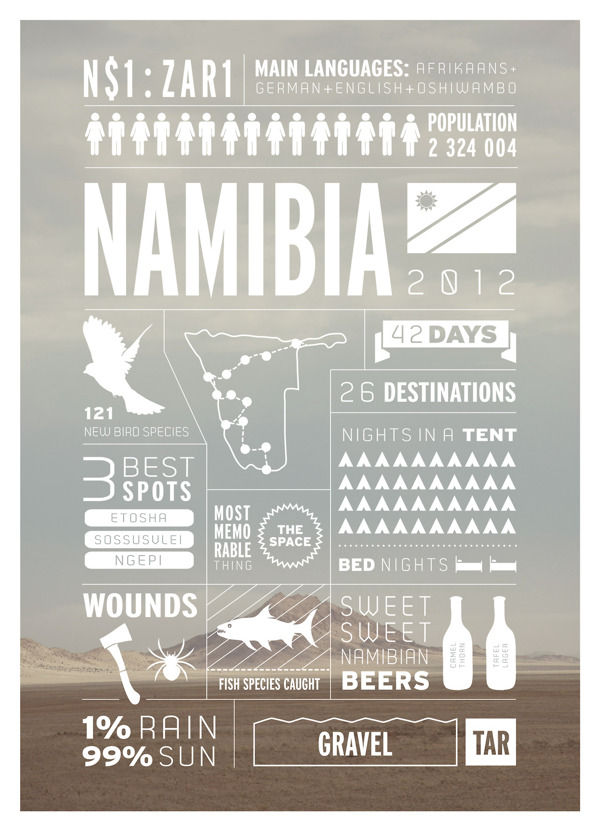 N$1:ZAR1
MAIN LANGUAGES: AFRIKAANS+
GERMAN+ENGLISH+OSHIWAMBO
POPULATION
2 324 004
NAMIBIA
2012
42 DAYS
26 DESTINATIONS
121
NEW BIRD SPECIES
NIGHTS IN A TENT
3 BEST
SPOTS
ETOSHA
SOSSUSVLEI
NGEPI
MOST
MEMO
RABLE
THING
THE
SPACE
BED NIGHTS
WOUNDS
FISH SPECIES CAUGHT
SWEET
SWEET
NAMIBIAN
BEERS
CAMEL
THORN
TAFEL
LAGER
1% RAIN
99% SUN
GRAVEL
TAR